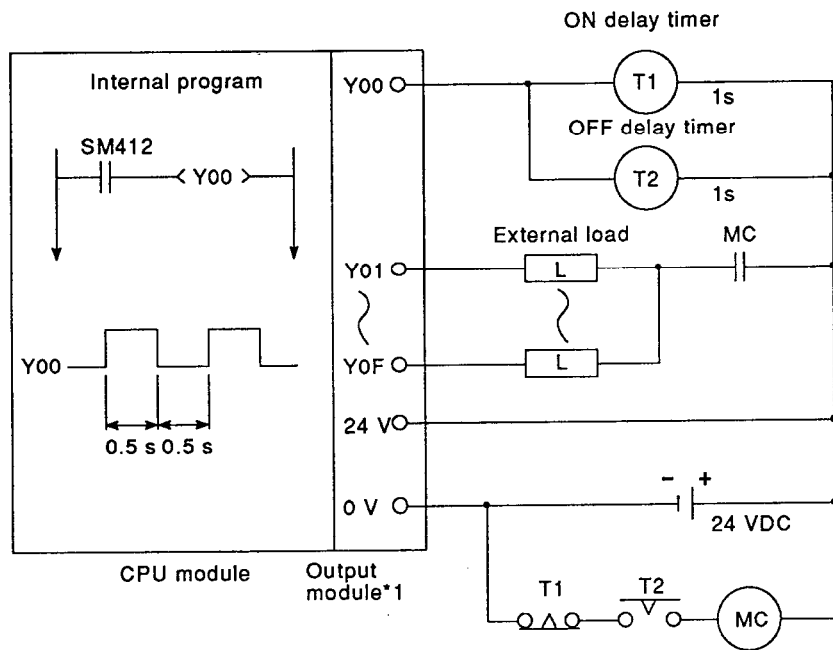 ON delay timer
Internal program
Y00
T1
1s
OFF delay timer
SM412
Y00
T2
1s
External load
MC
Y01
L
Y00
Y0F
L
0.5 s
0.5 s
24 V
- +
0 V
24 VDC
CPU module
Output
module*1
T1
T2
MC